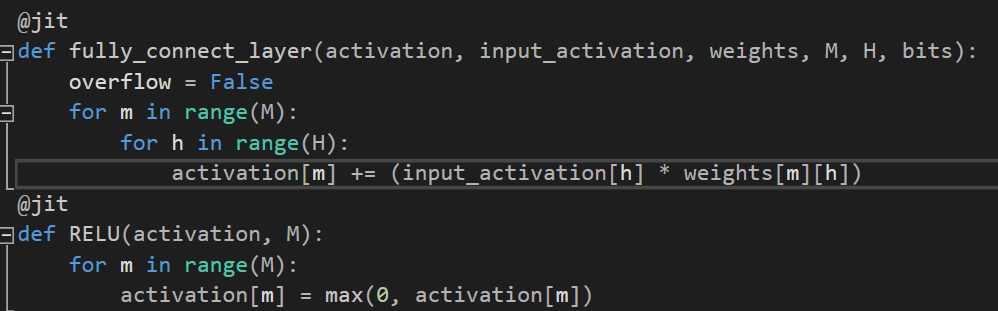 @jit
def fully_connect_layer(activation, input_activation, weights, M, H, bits):
    overflow = False
    for m in range(M):
        for h in range(H):
            activation[m] += (input_activation[h] * weights[m][h])
@jit
def RELU(activation, M):
    for m in range(M):
        activation[m] = max(0, activation[m])